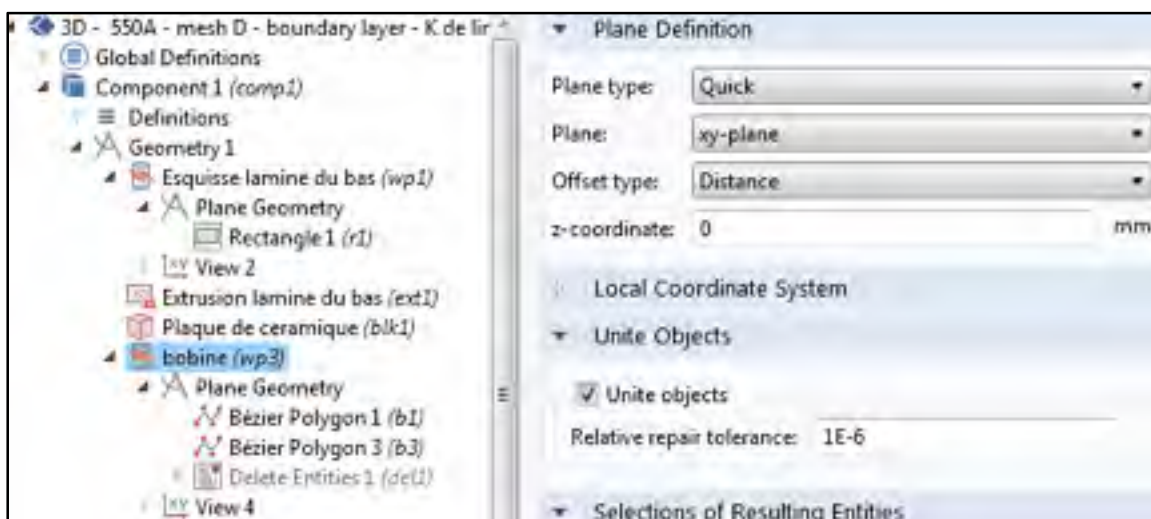 3D - 550A - mesh D - boundary layer - K de lir
Global Definitions
Component 1 (comp1)
Definitions
Geometry 1
Esquisse lamine du bas (wp1)
Plane Geometry
Rectangle 1 (r1)
View 2
Extrusion lamine du bas (ext1)
Plaque de ceramique (blk1)
bobine (wp3)
Plane Geometry
Bézier Polygon 1 (b1)
Bézier Polygon 3 (b3)
Delete Entities 1 (del1)
View 4
Plane Definition
Plane type: Quick
Plane: xy-plane
Offset type: Distance
z-coordinate: 0 mm
Local Coordinate System
Unite Objects
Unite objects
Relative repair tolerance: 1E-6
Selections of Resulting Entities